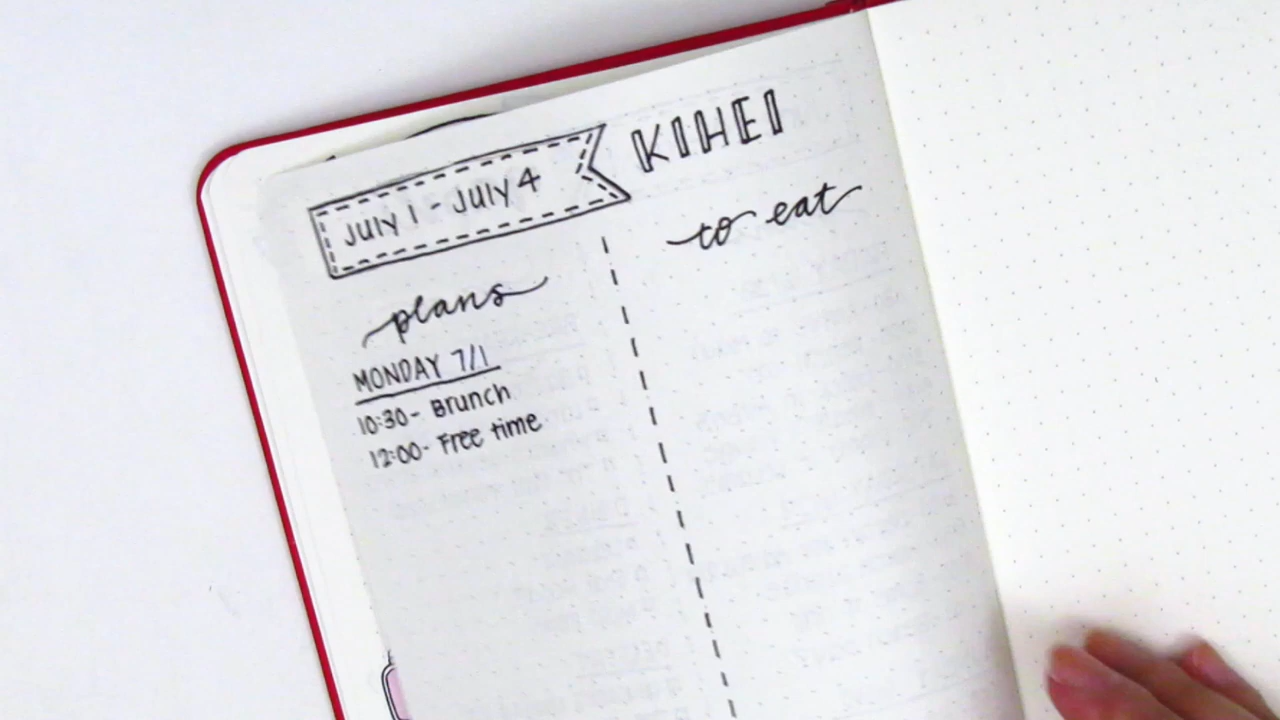 July 1 - July 4
KIHEI
plans
MONDAY 7/1
10:30- Brunch
12:00- Free time
to eat